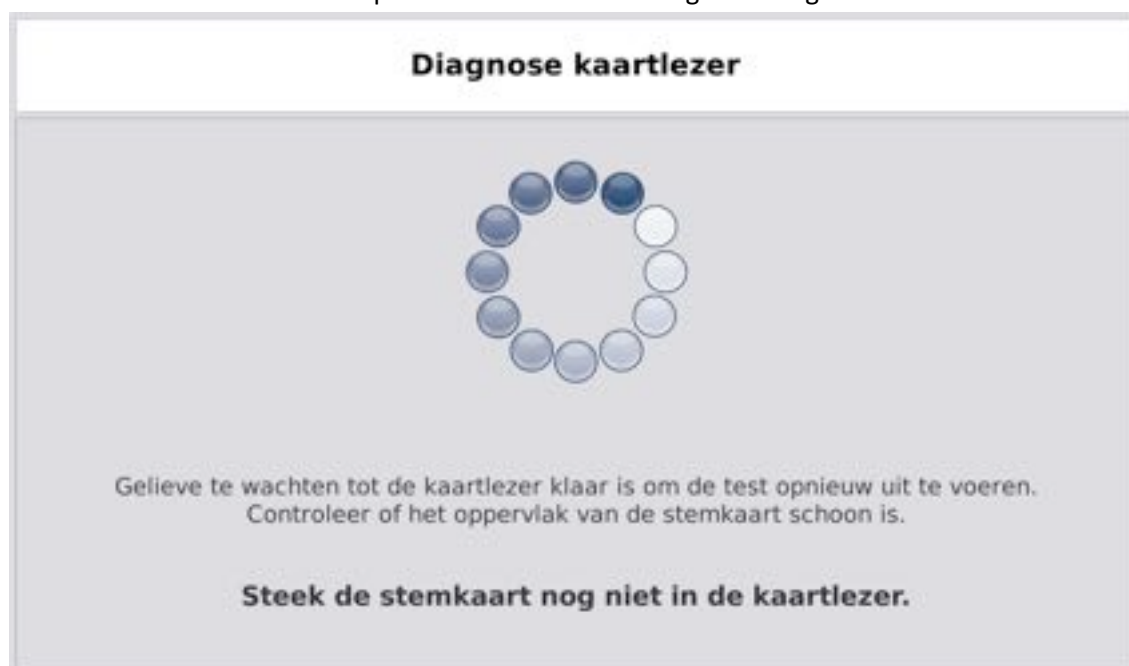 Diagnose kaartlezer
Gelieve te wachten tot de kaartlezer klaar is om de test opnieuw uit te voeren.
Controleer of het oppervlak van de stemkaart schoon is.
Steek de stemkaart nog niet in de kaartlezer.